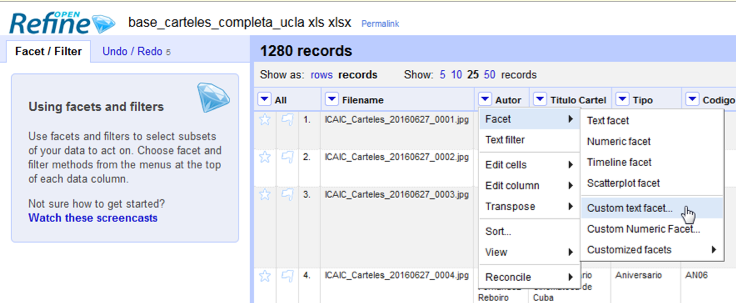 OPEN
Refine
base_carteles_completa_ucla xls xlsx
Permalink
Facet / Filter
Undo / Redo 5
1280 records
Show as: rows records
Show: 5 10 25 50 records
Using facets and filters
Use facets and filters to select subsets
of your data to act on. Choose facet and
filter methods from the menus at the top
of each data column.
Not sure how to get started?
Watch these screencasts
All
Filename
Autor
Titulo Cartel
Tipo
Codigo
1.
ICAIC_Carteles_20160627_0001.jpg
2.
ICAIC_Carteles_20160627_0002.jpg
3.
ICAIC_Carteles_20160627_0003.jpg
4.
ICAIC_Carteles_20160627_0004.jpg
Facet
Text filter
Edit cells
Edit column
Transpose
Sort...
View
Reconcile
Text facet
Numeric facet
Timeline facet
Scatterplot facet
Custom text facet...
Custom Numeric Facet...
Customized facets
Aniversario
AN06
Reboiro
Cuba